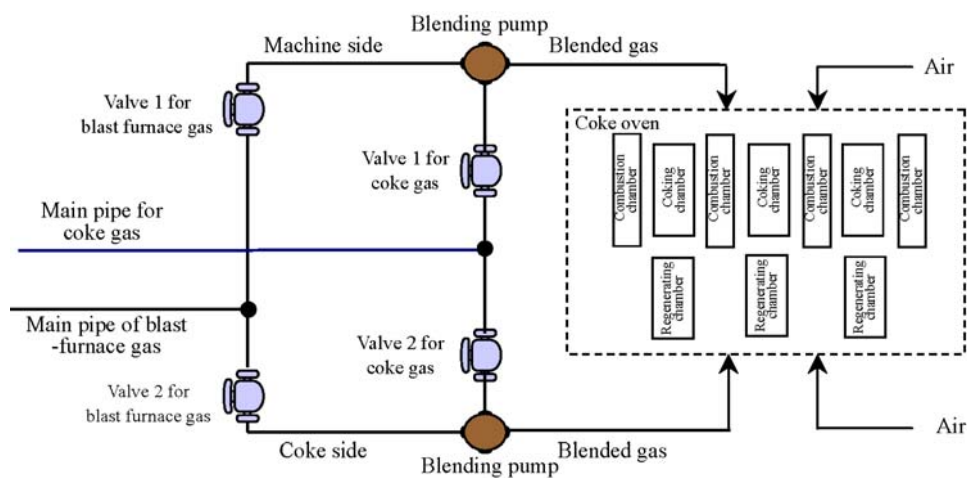 Blending pump
Machine side
Blended gas
Air
Valve 1 for
blast furnace gas
Coke oven
Valve 1 for
coke gas
Combustion
chamber
Coking
chamber
Combustion
chamber
Coking
chamber
Combustion
chamber
Coking
chamber
Combustion
chamber
Main pipe for
coke gas
Regenerating
chamber
Regenerating
chamber
Regenerating
chamber
Main pipe of blast
-furnace gas
Valve 2 for
coke gas
Valve 2 for
blast furnace gas
Coke side
Blending pump
Blended gas
Air